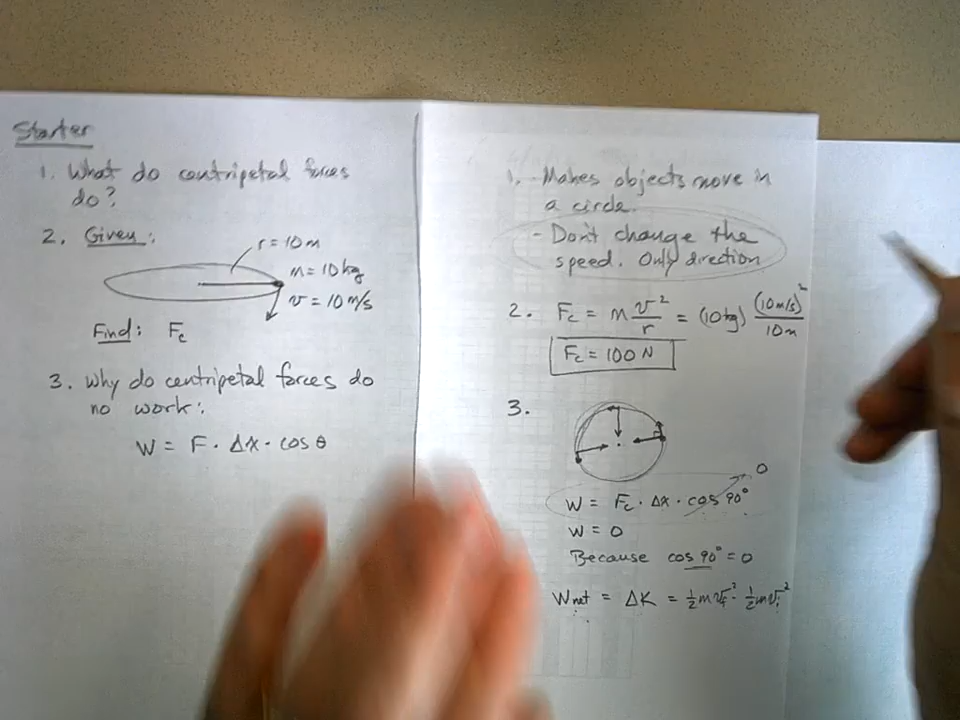 Starter
1. What do centripetal forces
do?
2. Given:
r = 10 m
m = 10 kg
v = 10 m/s
Find: Fc
3. Why do centripetal forces do
no work:
W = F · Δx · cos θ
1. - Makes objects move in
a circle.
- Don't change the
speed. Only direction
2. Fc = m v²/r = (10 kg) (10 m/s)²/10 m
Fc = 100 N
3.
0
W = Fc · Δx · cos 90°
W = 0
Because cos 90° = 0
Wnet = ΔK = ½mvf² - ½mvi²